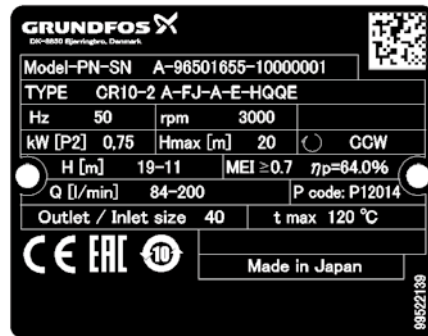 GRUNDFOS
DK-8850 Bjerringbro, Denmark
Model-PN-SN A-96501655-10000001
TYPE CR10-2 A-FJ-A-E-HQQE
Hz 50 rpm 3000
kW [P2] 0,75 Hmax [m] 20 CCW
H [m] 19-11 MEI ≥0.7 ηp=64.0%
Q [l/min] 84-200 P code: P12014
Outlet / Inlet size 40 t max 120 °C
CE EAC 10
Made in Japan
99522139